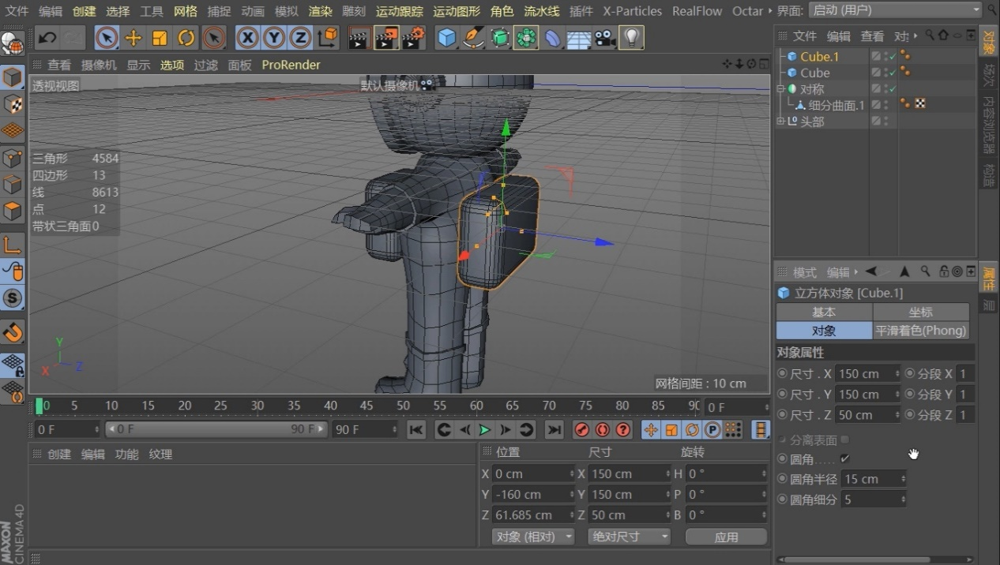 文件 编辑 创建 选择 工具 网格 捕捉 动画 模拟 渲染 雕刻 运动跟踪 运动图形 角色 流水线 插件 X-Particles RealFlow Octar 界面: 启动 (用户)
X Y Z
查看 摄像机 显示 选项 过滤 面板 ProRender
透视视图
默认摄像机
三角形 4584
四边形 13
线 8613
点 12
带状三角面 0
Y
X Z
网格间距 : 10 cm
0 5 10 15 20 25 30 35 40 45 50 55 60 65 70 75 80 85 90 0 F
0 F 0 F 90 F 90 F
创建 编辑 功能 纹理
位置 尺寸 旋转
X 0 cm X 150 cm H 0 °
Y -160 cm Y 150 cm P 0 °
Z 61.685 cm Z 50 cm B 0 °
对象 (相对) 绝对尺寸 应用
MAXON
CINEMA 4D
文件 编辑 查看 对
Cube.1
Cube
对称
细分曲面.1
头部
对象
场次
内容浏览器
构造
模式 编辑
立方体对象 [Cube.1]
基本 坐标
对象 平滑着色(Phong)
对象属性
尺寸 . X 150 cm 分段 X 1
尺寸 . Y 150 cm 分段 Y 1
尺寸 . Z 50 cm 分段 Z 1
分离表面
圆角.....
圆角半径 15 cm
圆角细分 5
属性
层